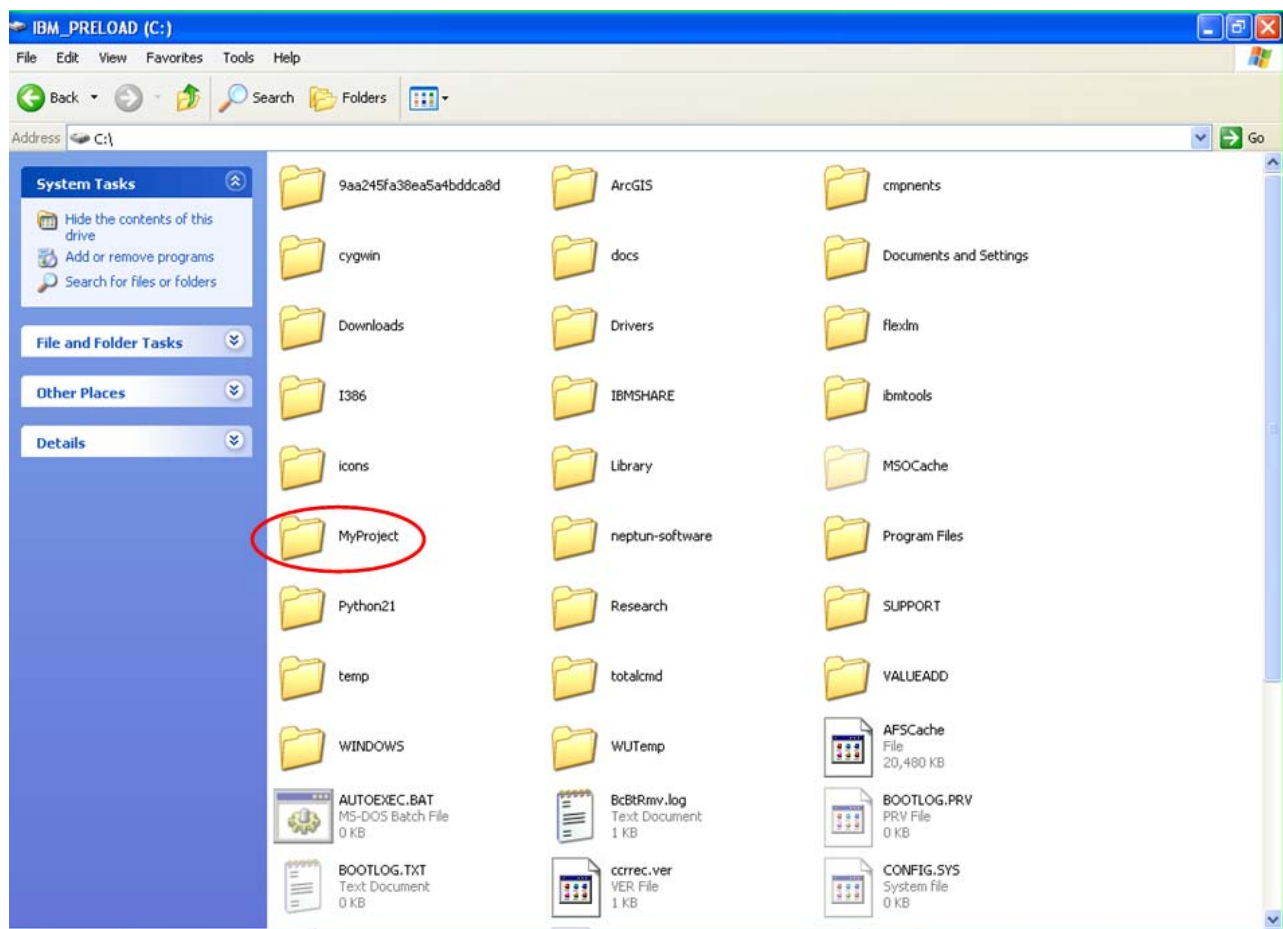 IBM_PRELOAD (C:)
File Edit View Favorites Tools Help
Back Search Folders
Address C:\ Go
System Tasks
Hide the contents of this
drive
Add or remove programs
Search for files or folders
File and Folder Tasks
Other Places
Details
9aa245fa38ea5a4bddca8d ArcGIS cmpnents
cygwin docs Documents and Settings
Downloads Drivers flexlm
I386 IBMSHARE ibmtools
icons Library MSOCache
MyProject neptun-software Program Files
Python21 Research SUPPORT
temp totalcmd VALUEADD
WINDOWS WUTemp
AFSCache
File
20,480 KB
AUTOEXEC.BAT
MS-DOS Batch File
0 KB
BcBtRmv.log
Text Document
1 KB
BOOTLOG.PRV
PRV File
0 KB
BOOTLOG.TXT
Text Document
0 KB
ccrrec.ver
VER File
1 KB
CONFIG.SYS
System file
0 KB